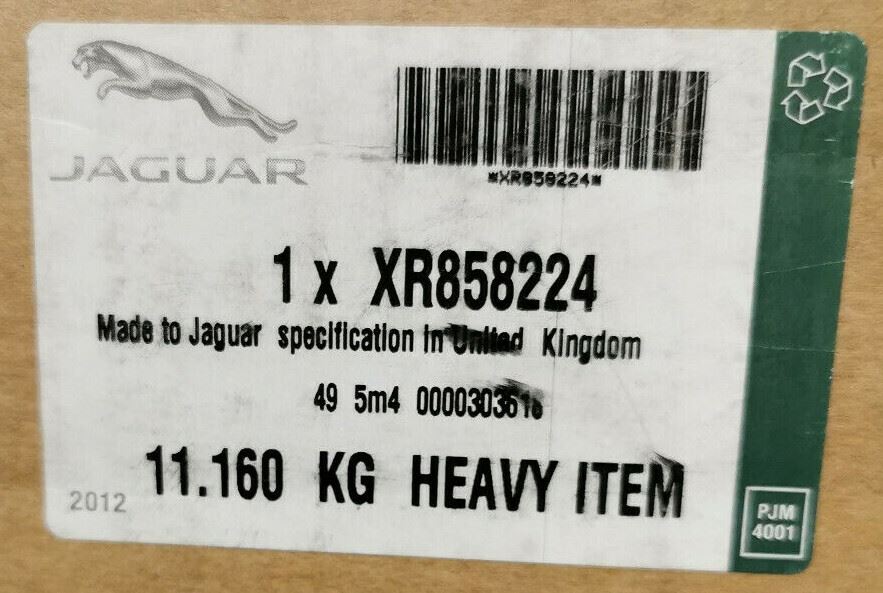 JAGUAR
*XR858224*
1 x XR858224
Made to Jaguar specification in United Kingdom
49 5m4
11.160 KG HEAVY ITEM
2012
PJM
4001